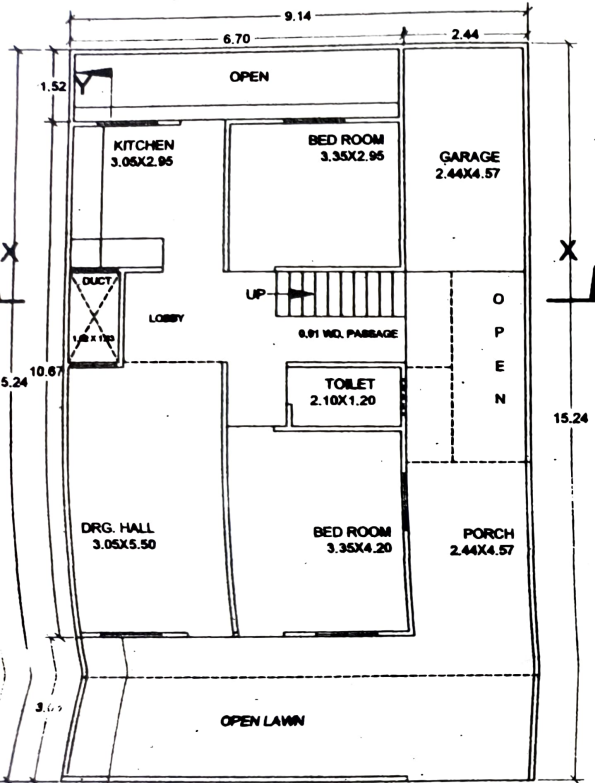 9.14
6.70
2.44
1.52
Y
OPEN
KITCHEN
3.05X2.95
BED ROOM
3.35X2.95
GARAGE
2.44X4.57
X
X
DUCT
UP
LOBBY
0.91 WD. PASSAGE
O
P
E
N
TOILET
2.10X1.20
5.24
10.67
15.24
DRG. HALL
3.05X5.50
BED ROOM
3.35X4.20
PORCH
2.44X4.57
OPEN LAWN